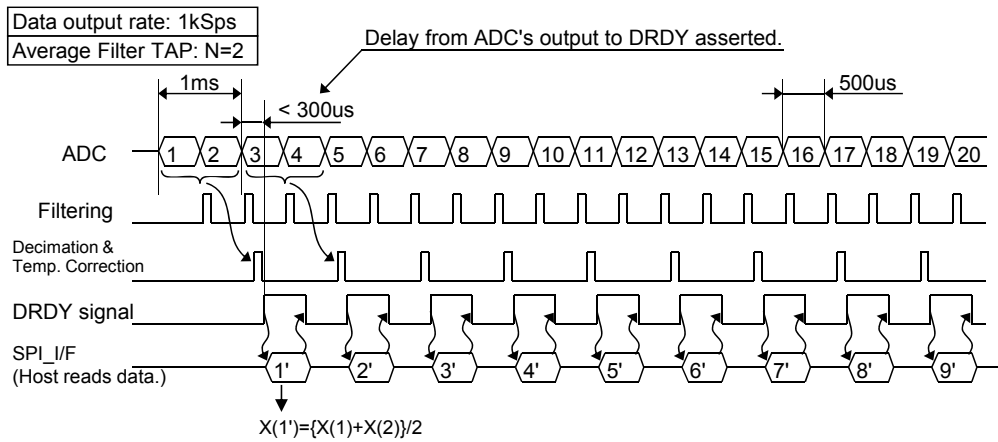 Data output rate: 1kSps
Average Filter TAP: N=2
Delay from ADC's output to DRDY asserted.
1ms
< 300us
500us
ADC 1 2 3 4 5 6 7 8 9 10 11 12 13 14 15 16 17 18 19 20
Filtering
Decimation &
Temp. Correction
DRDY signal
SPI_I/F
(Host reads data.)
1' 2' 3' 4' 5' 6' 7' 8' 9'
X(1')={X(1)+X(2)}/2